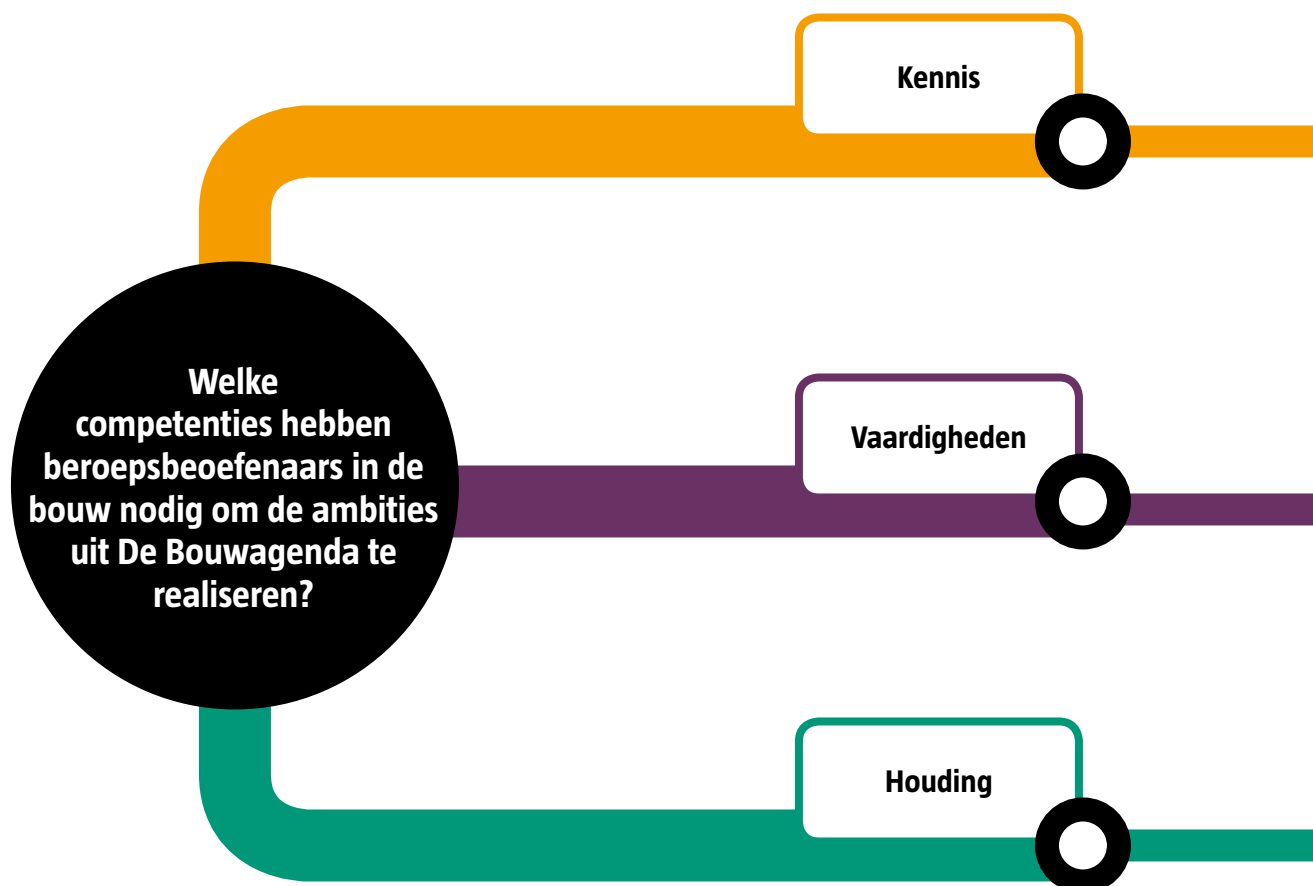 Kennis
Welke
competenties hebben
beroepsbeoefenaars in de
bouw nodig om de ambities
uit De Bouwagenda te
realiseren?
Vaardigheden
Houding